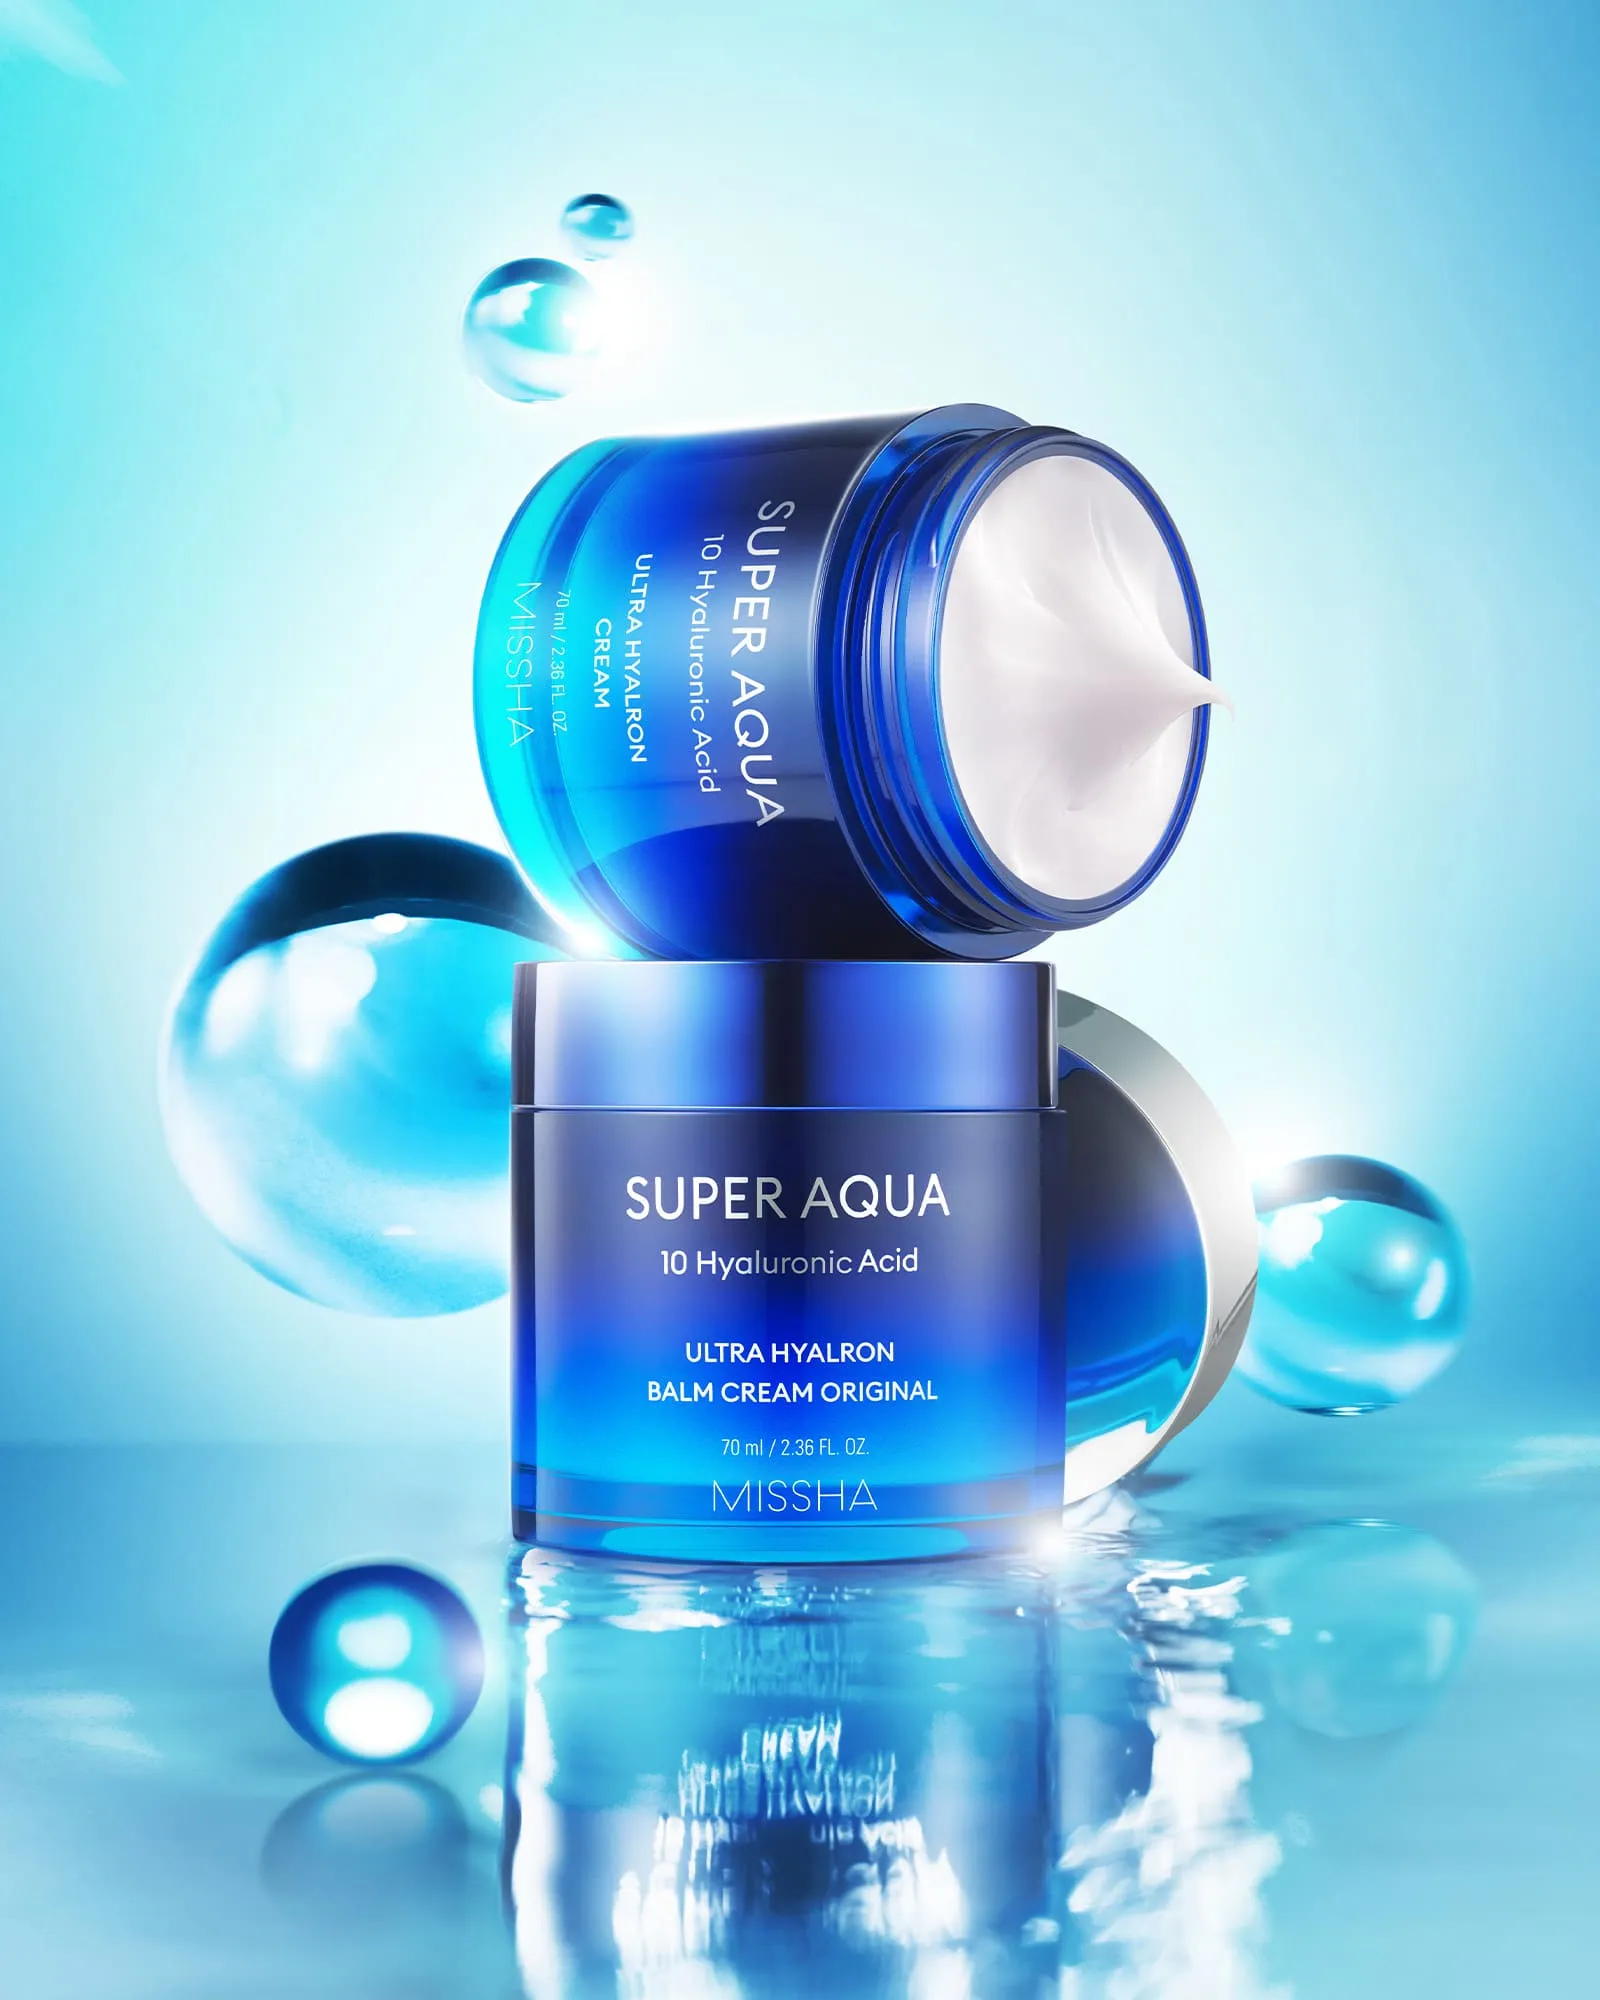 SUPER AQUA
10 Hyaluronic Acid
ULTRA HYALRON
CREAM
70 ml / 2.36 FL. OZ.
MISSHA
SUPER AQUA
10 Hyaluronic Acid
ULTRA HYALRON
BALM CREAM ORIGINAL
70 ml / 2.36 FL. OZ.
MISSHA